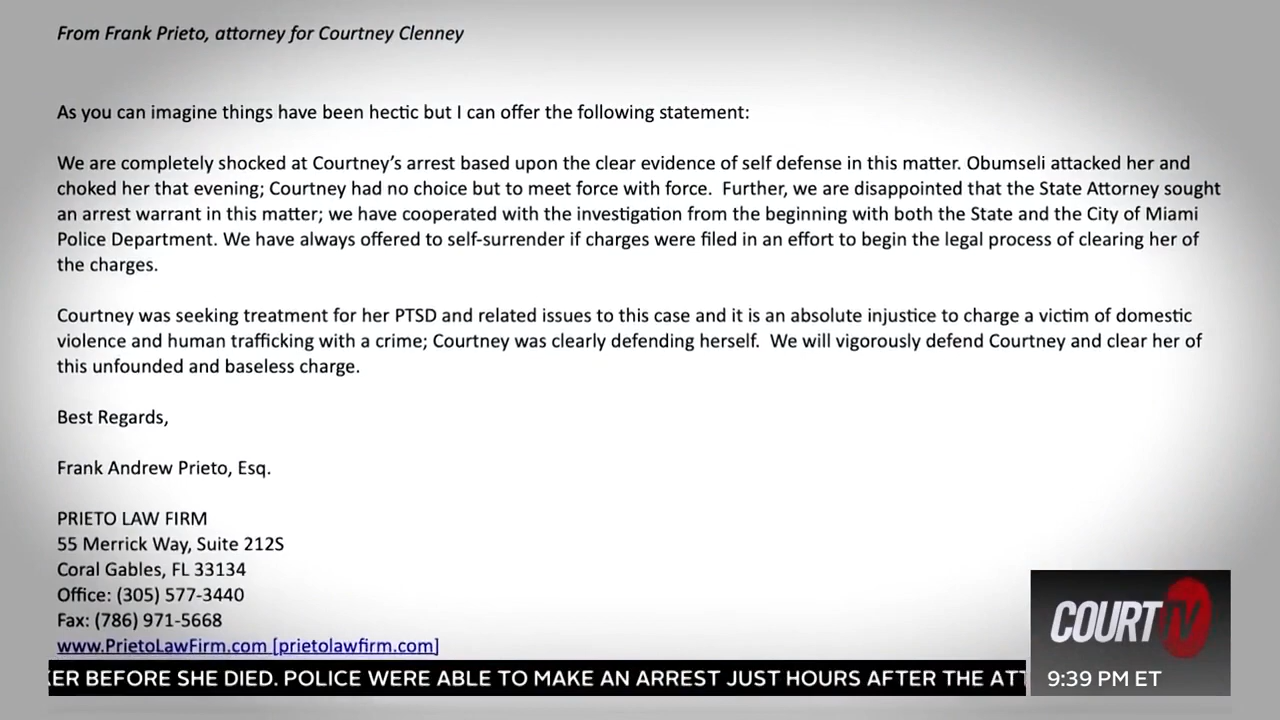 From Frank Prieto, attorney for Courtney Clenney
As you can imagine things have been hectic but I can offer the following statement:
We are completely shocked at Courtney’s arrest based upon the clear evidence of self defense in this matter. Obumseli attacked her and
choked her that evening; Courtney had no choice but to meet force with force.  Further, we are disappointed that the State Attorney sought
an arrest warrant in this matter; we have cooperated with the investigation from the beginning with both the State and the City of Miami
Police Department. We have always offered to self-surrender if charges were filed in an effort to begin the legal process of clearing her of
the charges.
Courtney was seeking treatment for her PTSD and related issues to this case and it is an absolute injustice to charge a victim of domestic
violence and human trafficking with a crime; Courtney was clearly defending herself.  We will vigorously defend Courtney and clear her of
this unfounded and baseless charge.
Best Regards,
Frank Andrew Prieto, Esq.
PRIETO LAW FIRM
55 Merrick Way, Suite 212S
Coral Gables, FL 33134
Office: (305) 577-3440
Fax: (786) 971-5668
www.PrietoLawFirm.com [prietolawfirm.com]
COURT TV
KER BEFORE SHE DIED. POLICE WERE ABLE TO MAKE AN ARREST JUST HOURS AFTER THE ATT
9:39 PM ET